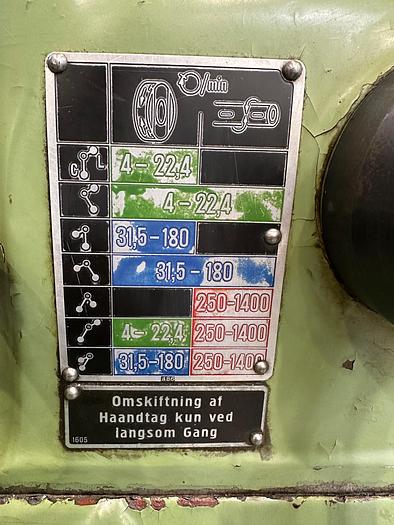 /min
C L 4-22,4
4-22,4
31,5-180
31,5-180
250-1400
4-22,4 250-1400
31,5-180 250-1400
Omskiftning af
Haandtag kun ved
langsom Gang
1605